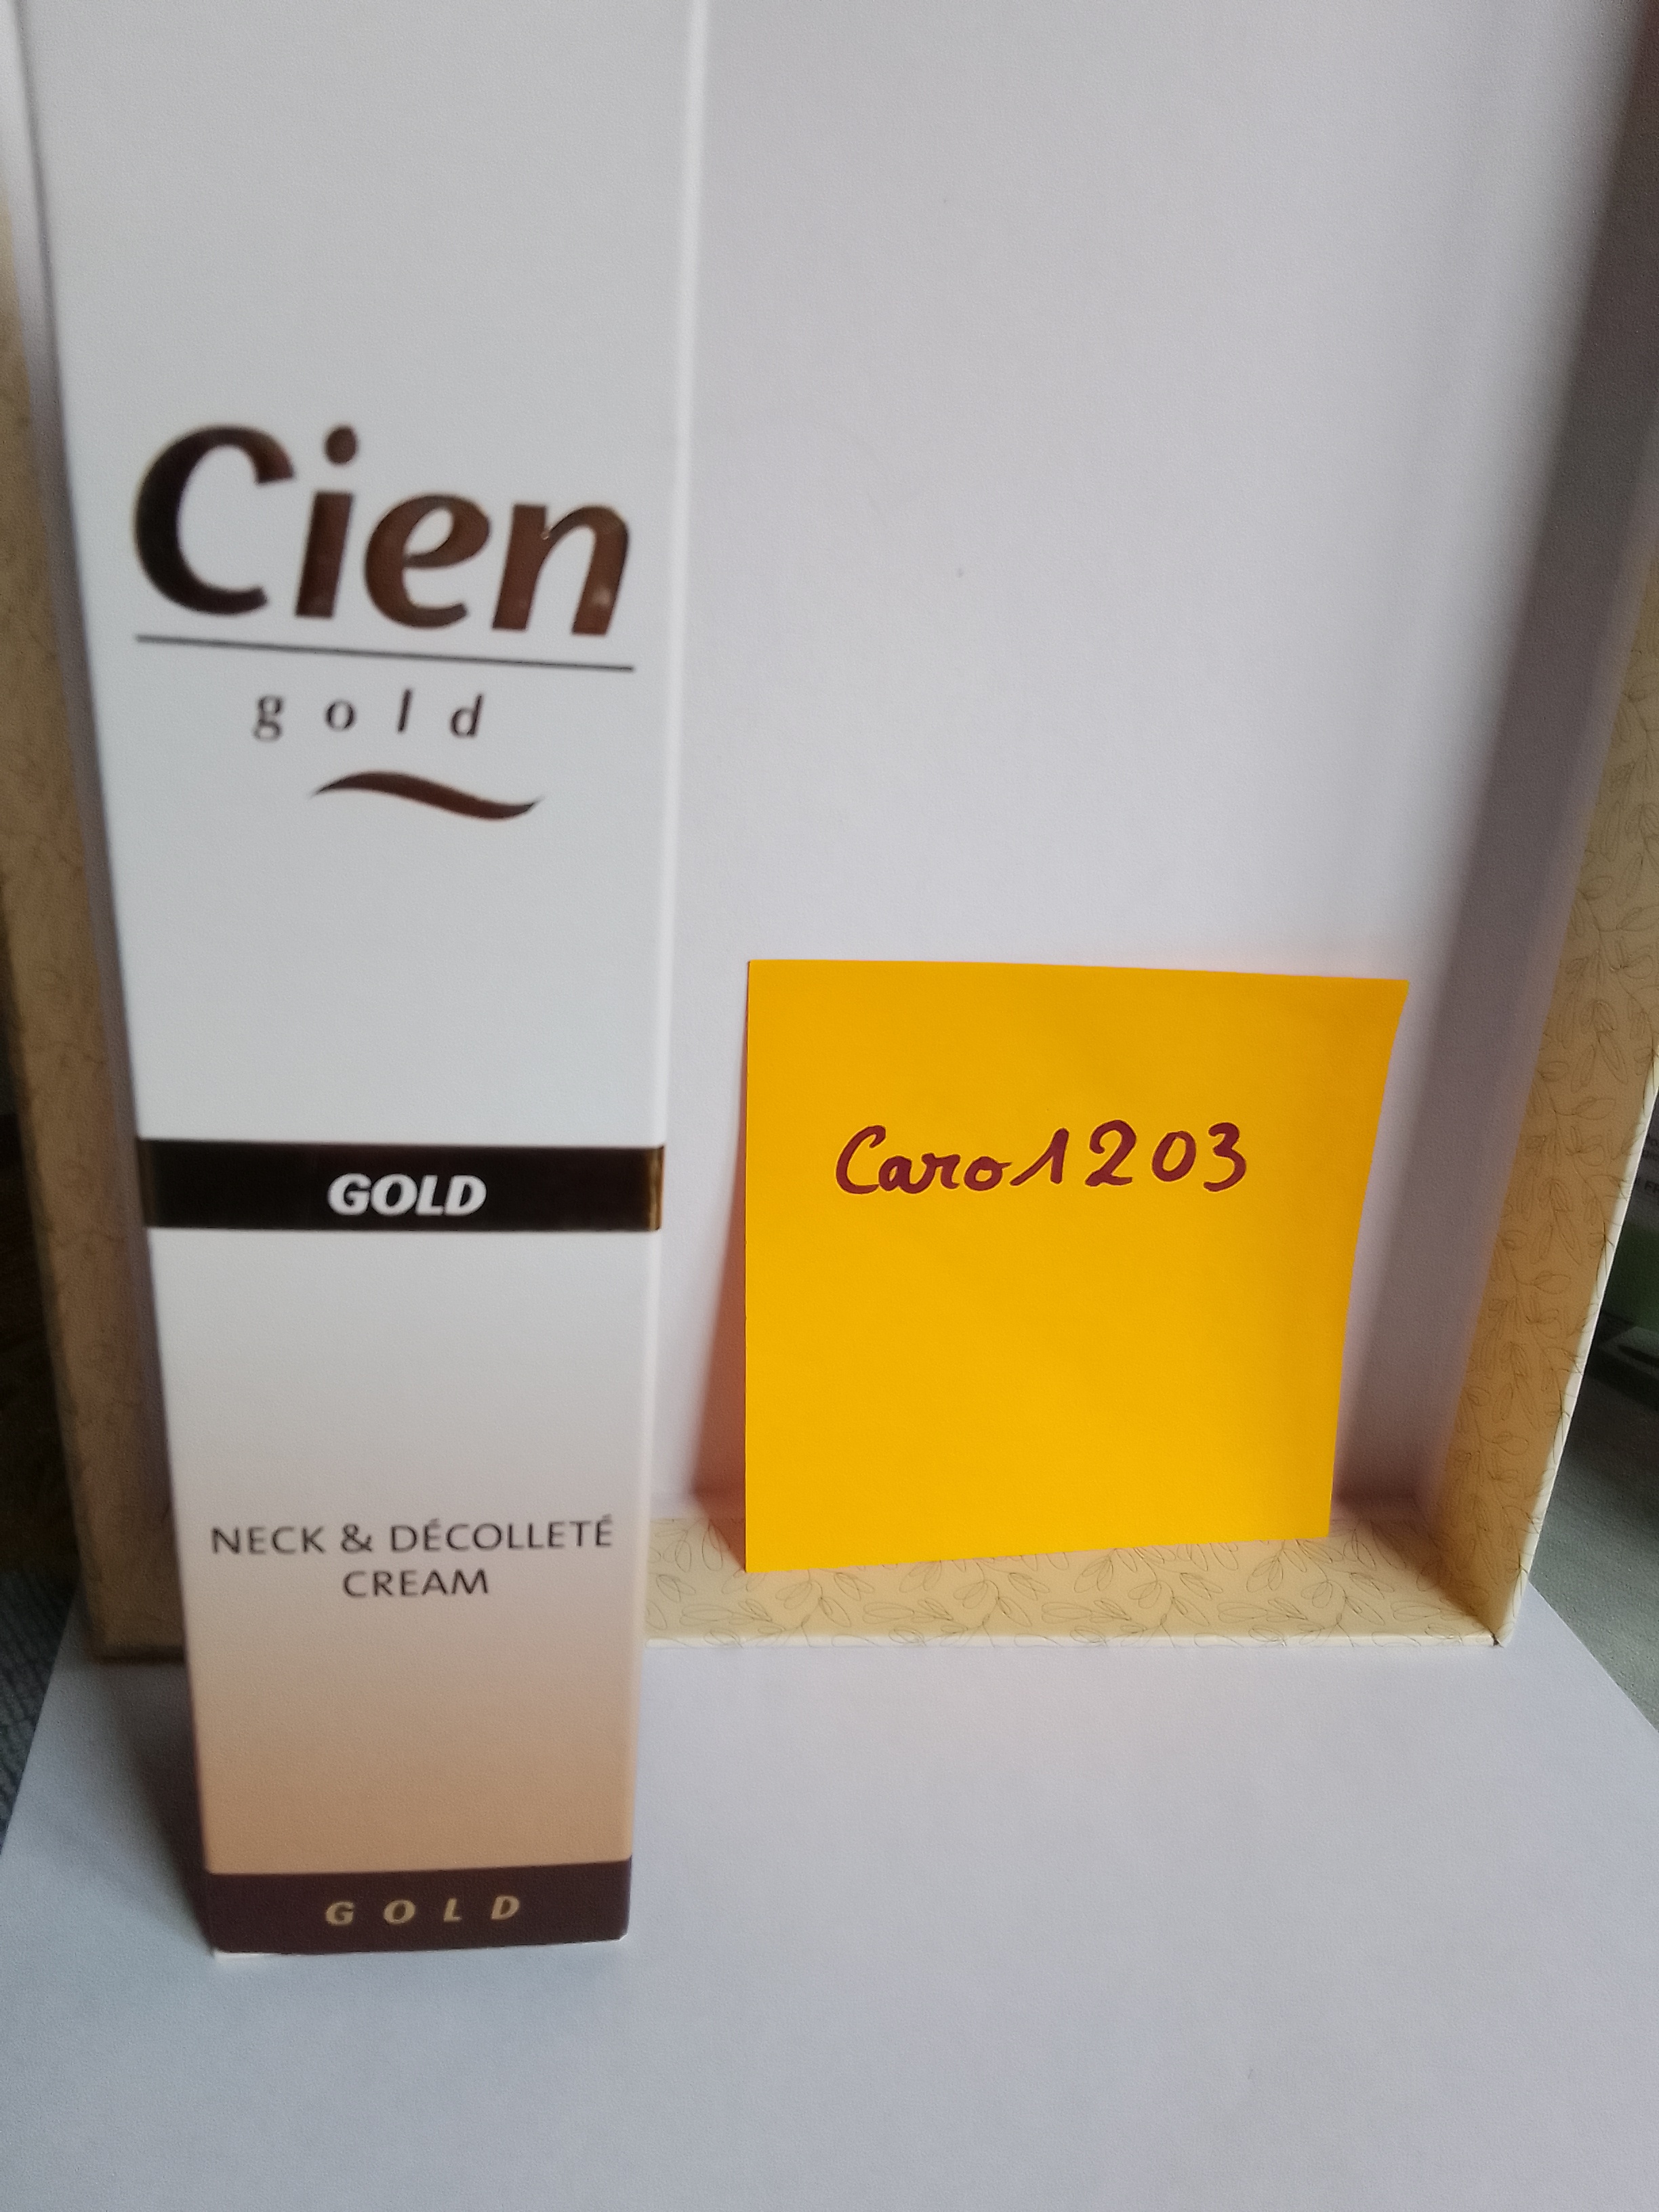 Cien
gold
GOLD
NECK & DÉCOLLETÉ
CREAM
GOLD
Caro1203